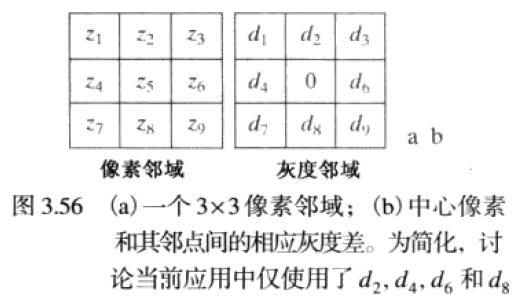 z1 z2 z3 d1 d2 d3
z4 z5 z6 d4 0 d6
z7 z8 z9 d7 d8 d9
a b
像素邻域 灰度邻域
图 3.56 (a)一个 3×3 像素邻域；(b)中心像素
和其邻点间的相应灰度差。为简化，讨
论当前应用中仅使用了 d2, d4, d6 和 d8